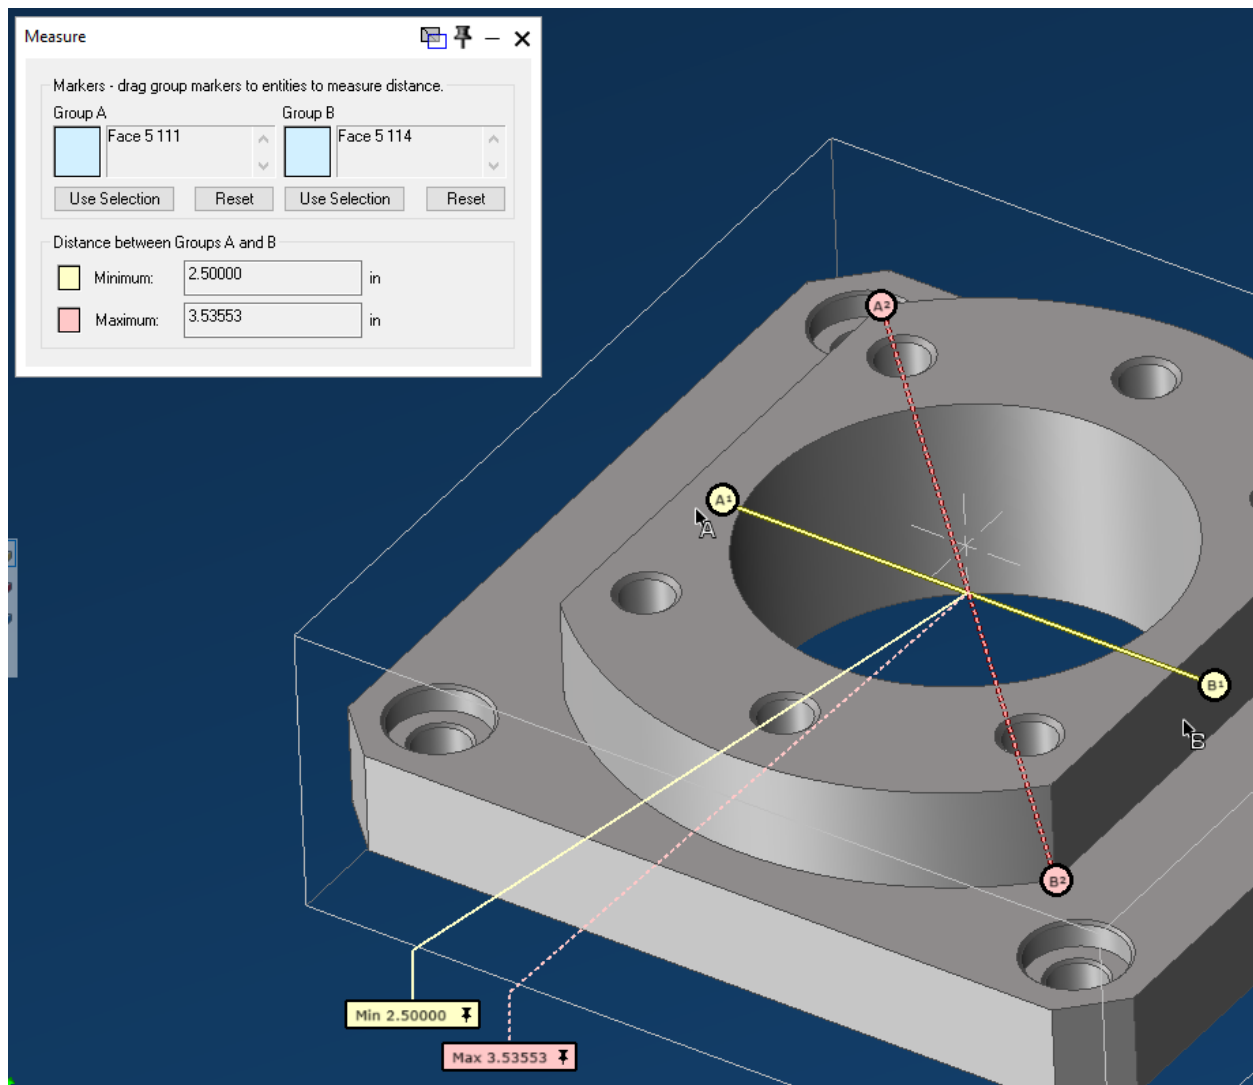 Measure
Markers - drag group markers to entities to measure distance.
Group A
Group B
Face 5 111
Face 5 114
Use Selection
Reset
Use Selection
Reset
Distance between Groups A and B
Minimum:
2.50000
in
Maximum:
3.53553
in
A2
A1
A
B1
B
B2
Min 2.50000
Max 3.53553